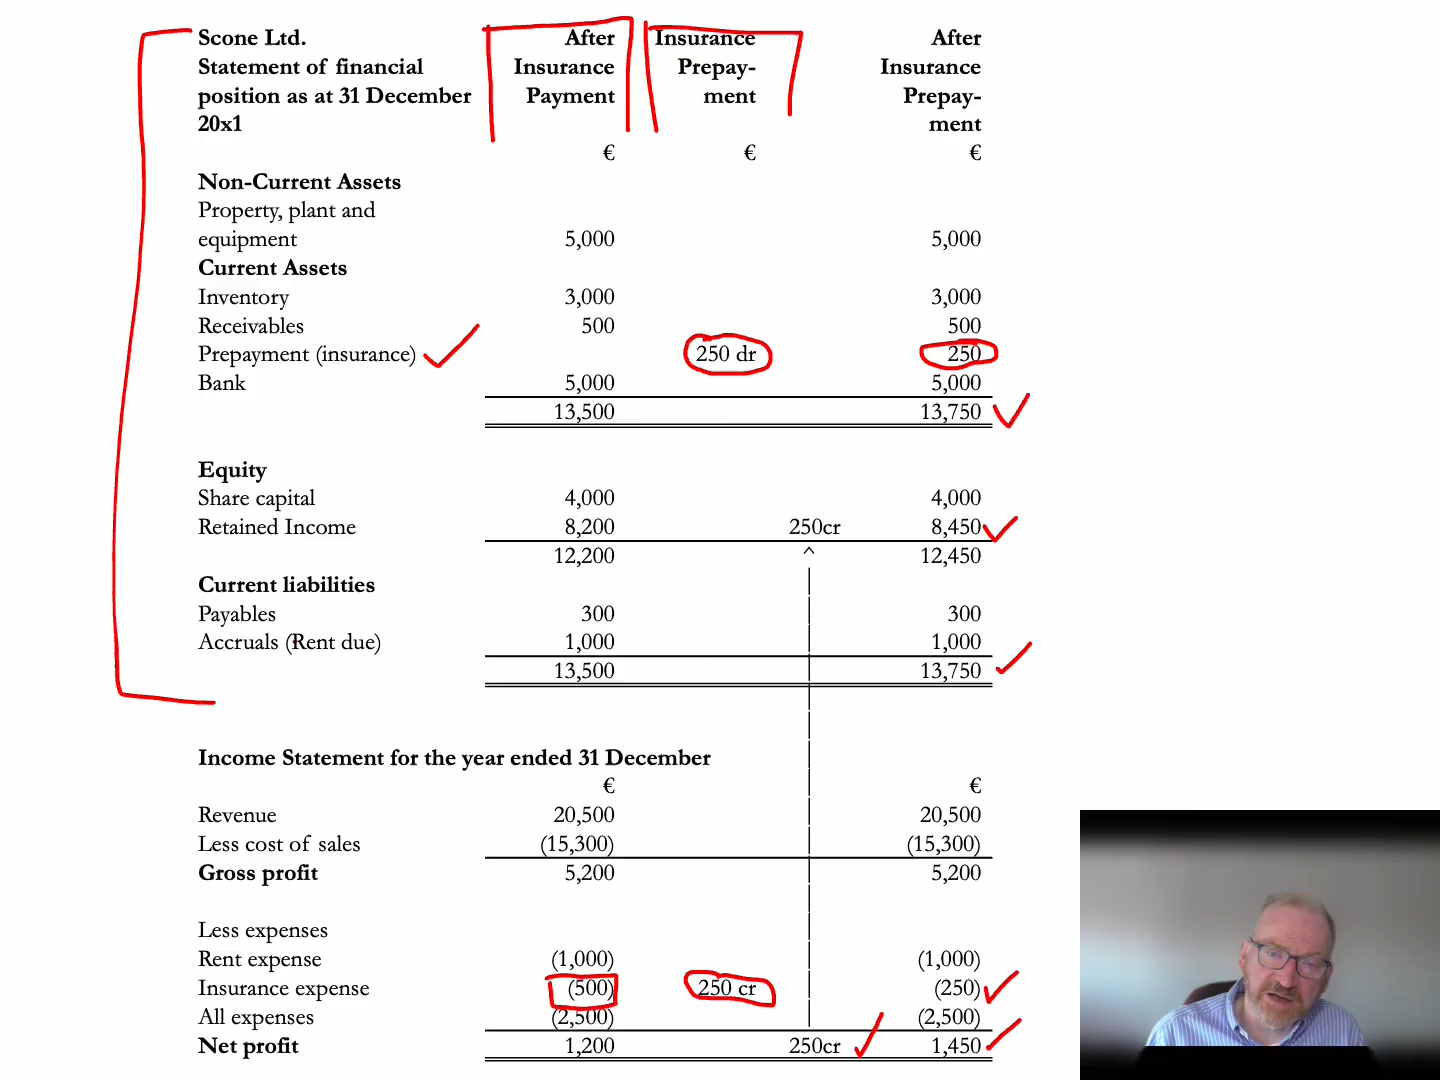 Scone Ltd. After Insurance After
Statement of financial Insurance Prepay- Insurance
position as at 31 December Payment ment Prepay-
20x1 ment
€ € €
Non-Current Assets
Property, plant and
equipment 5,000 5,000
Current Assets
Inventory 3,000 3,000
Receivables 500 500
Prepayment (insurance) 250 dr 250
Bank 5,000 5,000
13,500 13,750
Equity
Share capital 4,000 4,000
Retained Income 8,200 250cr 8,450
12,200 ^ 12,450
Current liabilities
Payables 300 300
Accruals (Rent due) 1,000 1,000
13,500 13,750
Income Statement for the year ended 31 December
€ €
Revenue 20,500 20,500
Less cost of sales (15,300) (15,300)
Gross profit 5,200 5,200
Less expenses
Rent expense (1,000) (1,000)
Insurance expense (500) 250 cr (250)
All expenses (2,500) (2,500)
Net profit 1,200 250cr 1,450